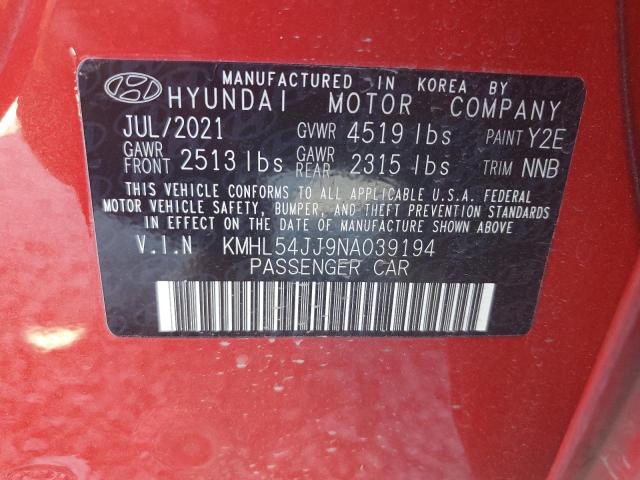 MANUFACTURED IN KOREA BY
HYUNDAI MOTOR COMPANY
JUL/2021 GVWR 4519 lbs PAINT Y2E
GAWR FRONT 2513 lbs GAWR REAR 2315 lbs TRIM NNB
THIS VEHICLE CONFORMS TO ALL APPLICABLE U.S.A. FEDERAL
MOTOR VEHICLE SAFETY, BUMPER, AND THEFT PREVENTION STANDARDS
IN EFFECT ON THE DATE OF MANUFACTURE SHOWN ABOVE
V.I.N KMHL54JJ9NA039194
PASSENGER CAR